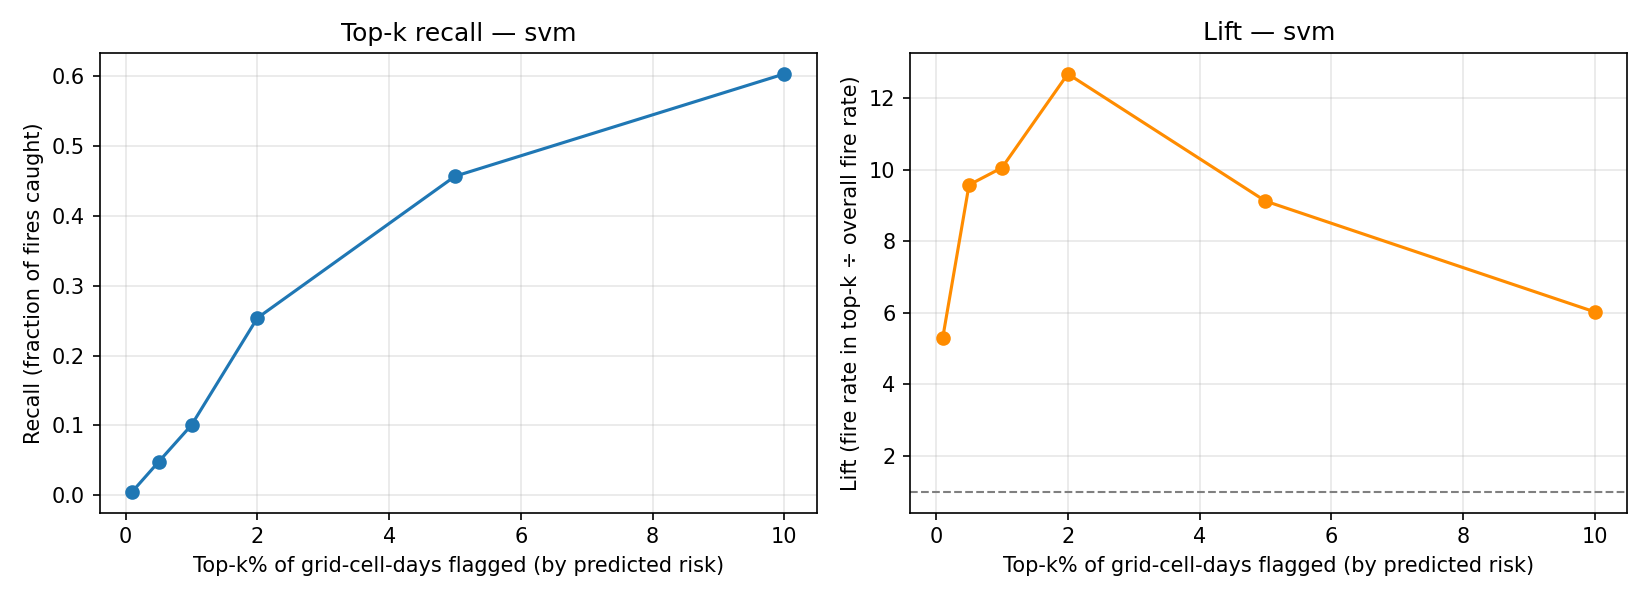 Top-k recall — svm
Recall (fraction of fires caught)
0.6
0.5
0.4
0.3
0.2
0.1
0.0
0 2 4 6 8 10
Top-k% of grid-cell-days flagged (by predicted risk)
Lift — svm
Lift (fire rate in top-k ÷ overall fire rate)
12
10
8
6
4
2
0 2 4 6 8 10
Top-k% of grid-cell-days flagged (by predicted risk)